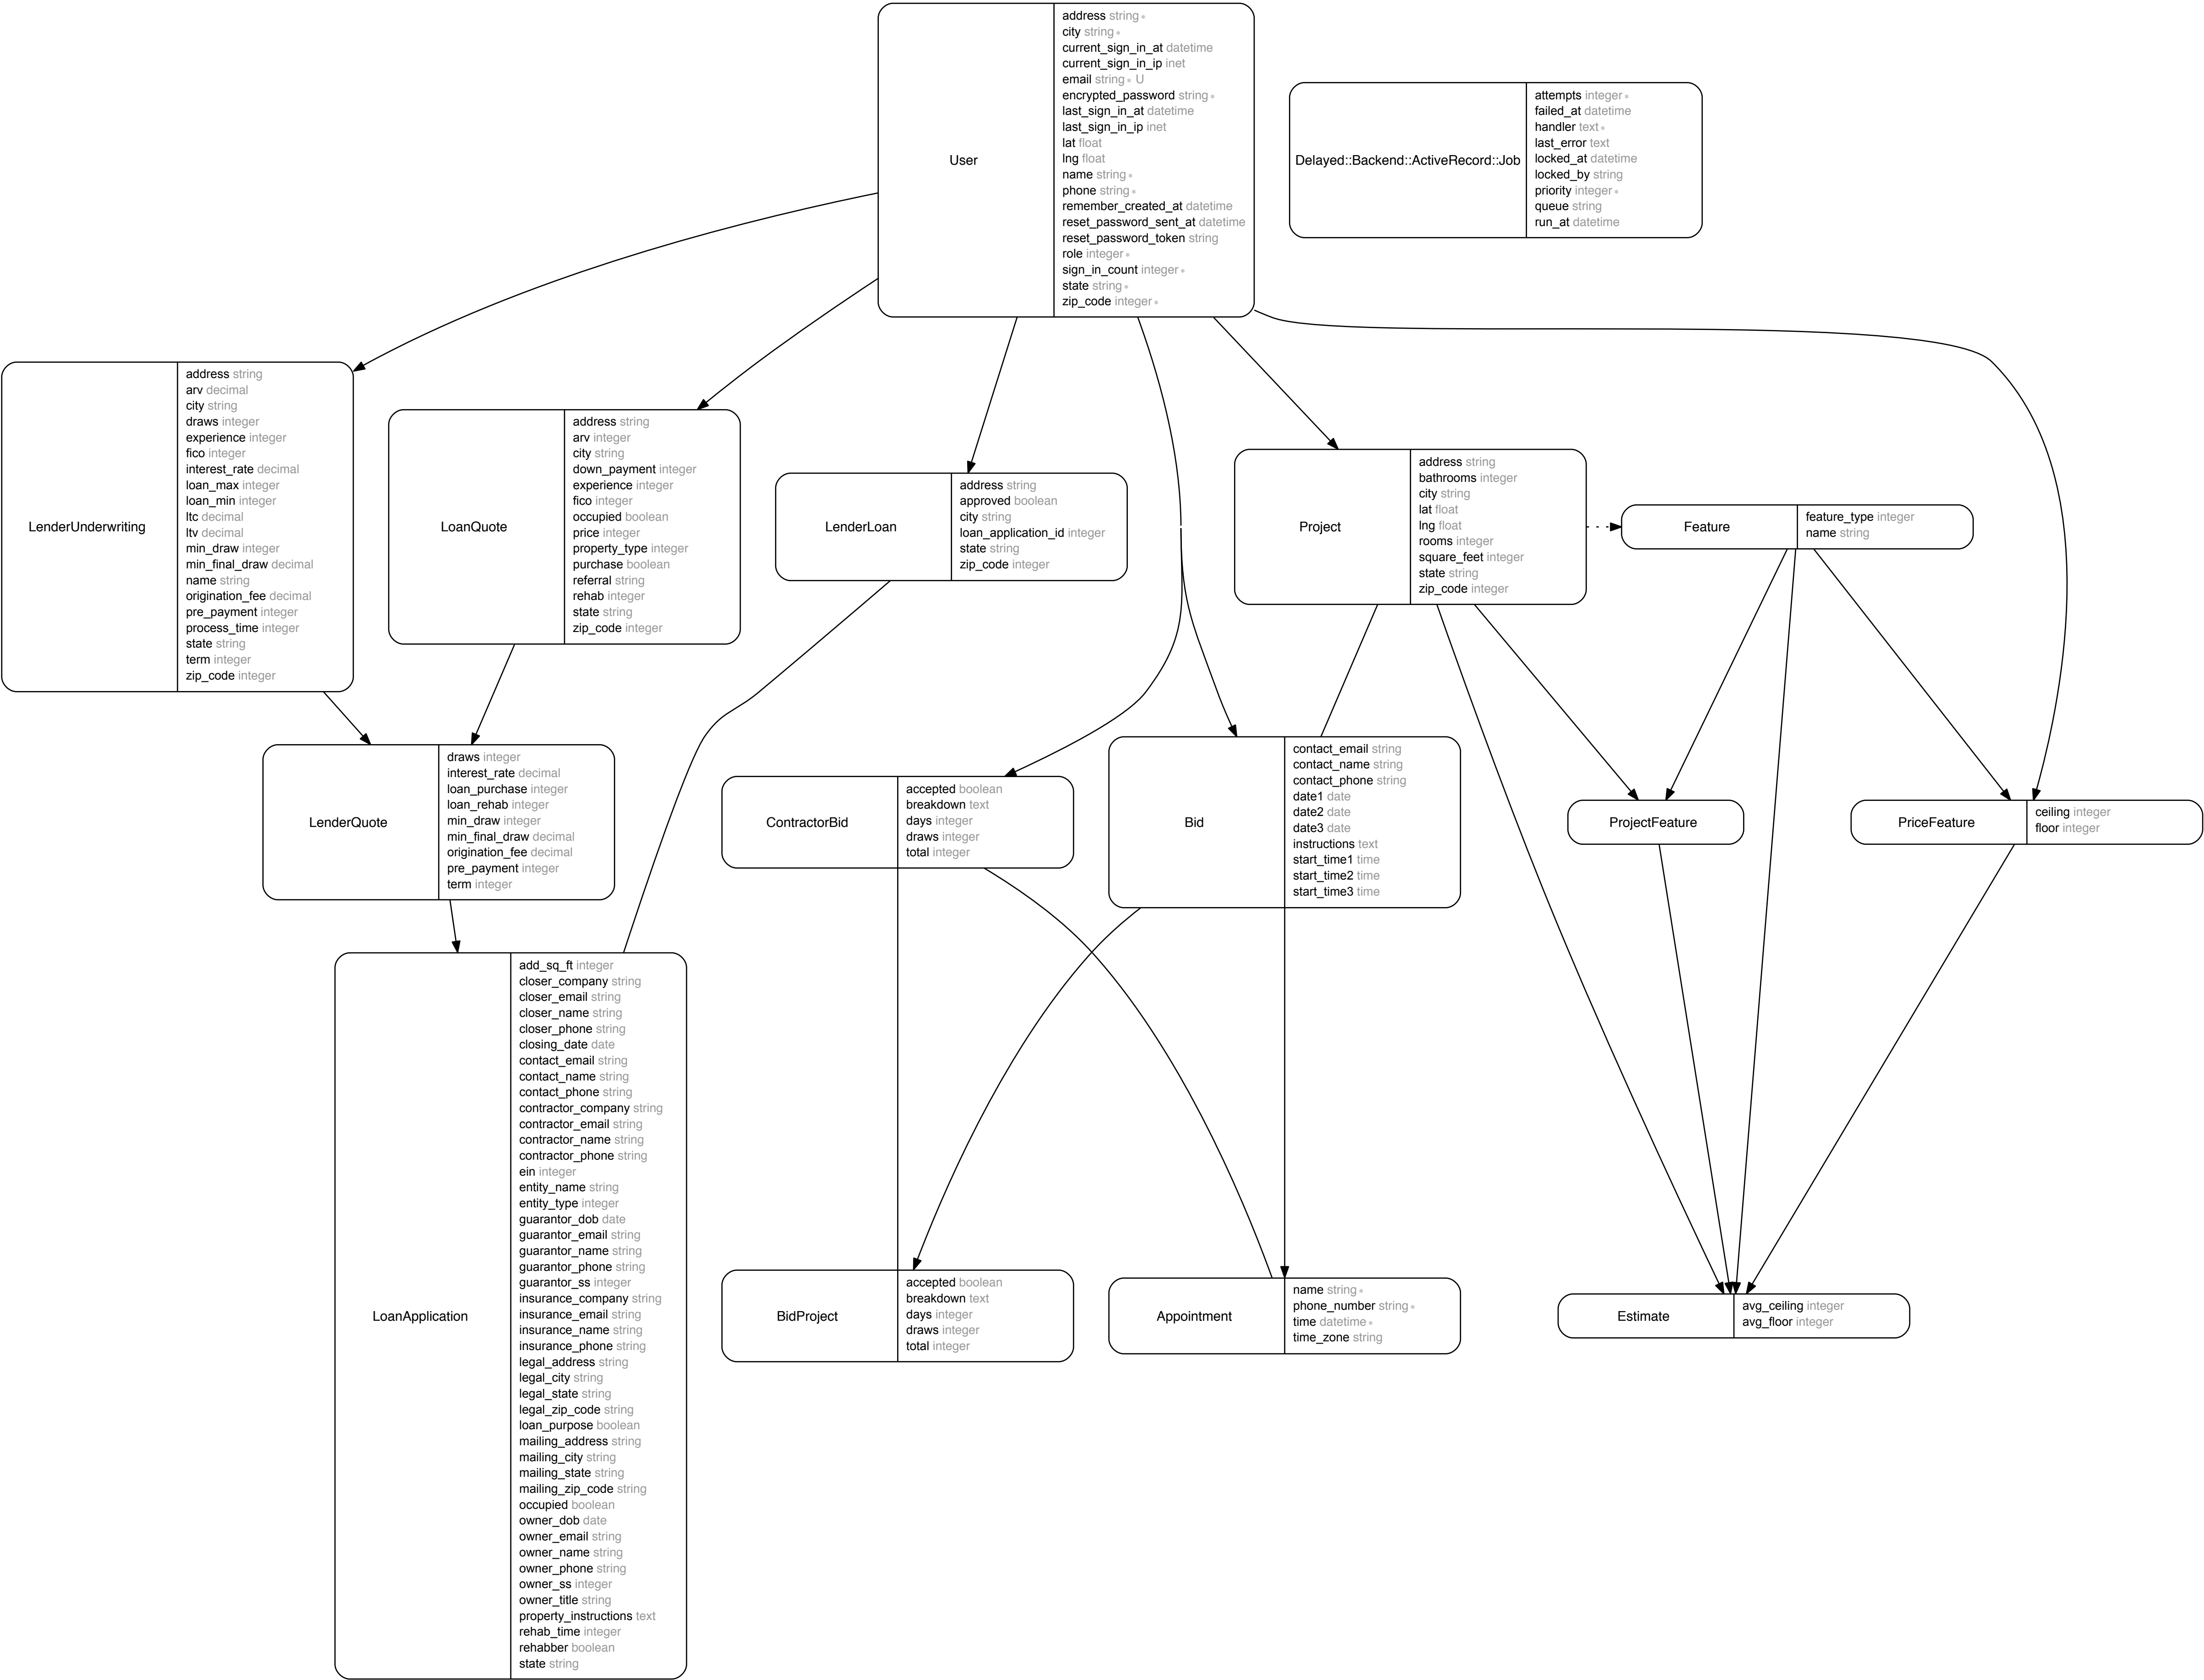 User
address string *
city string *
current_sign_in_at datetime
current_sign_in_ip inet
email string * U
encrypted_password string *
last_sign_in_at datetime
last_sign_in_ip inet
lat float
lng float
name string *
phone string *
remember_created_at datetime
reset_password_sent_at datetime
reset_password_token string
role integer *
sign_in_count integer *
state string *
zip_code integer *
Delayed::Backend::ActiveRecord::Job
attempts integer *
failed_at datetime
handler text *
last_error text
locked_at datetime
locked_by string
priority integer *
queue string
run_at datetime
LenderUnderwriting
address string
arv decimal
city string
draws integer
experience integer
fico integer
interest_rate decimal
loan_max integer
loan_min integer
ltc decimal
ltv decimal
min_draw integer
min_final_draw decimal
name string
origination_fee decimal
pre_payment integer
process_time integer
state string
term integer
zip_code integer
LoanQuote
address string
arv integer
city string
down_payment integer
experience integer
fico integer
occupied boolean
price integer
property_type integer
purchase boolean
referral string
rehab integer
state string
zip_code integer
LenderLoan
address string
approved boolean
city string
loan_application_id integer
state string
zip_code integer
Project
address string
bathrooms integer
city string
lat float
lng float
rooms integer
square_feet integer
state string
zip_code integer
Feature
feature_type integer
name string
LenderQuote
draws integer
interest_rate decimal
loan_purchase integer
loan_rehab integer
min_draw integer
min_final_draw decimal
origination_fee decimal
pre_payment integer
term integer
ContractorBid
accepted boolean
breakdown text
days integer
draws integer
total integer
Bid
contact_email string
contact_name string
contact_phone string
date1 date
date2 date
date3 date
instructions text
start_time1 time
start_time2 time
start_time3 time
ProjectFeature
PriceFeature
ceiling integer
floor integer
LoanApplication
add_sq_ft integer
closer_company string
closer_email string
closer_name string
closer_phone string
closing_date date
contact_email string
contact_name string
contact_phone string
contractor_company string
contractor_email string
contractor_name string
contractor_phone string
ein integer
entity_name string
entity_type integer
guarantor_dob date
guarantor_email string
guarantor_name string
guarantor_phone string
guarantor_ss integer
insurance_company string
insurance_email string
insurance_name string
insurance_phone string
legal_address string
legal_city string
legal_state string
legal_zip_code string
loan_purpose boolean
mailing_address string
mailing_city string
mailing_state string
mailing_zip_code string
occupied boolean
owner_dob date
owner_email string
owner_name string
owner_phone string
owner_ss integer
owner_title string
property_instructions text
rehab_time integer
rehabber boolean
state string
BidProject
accepted boolean
breakdown text
days integer
draws integer
total integer
Appointment
name string *
phone_number string *
time datetime *
time_zone string
Estimate
avg_ceiling integer
avg_floor integer